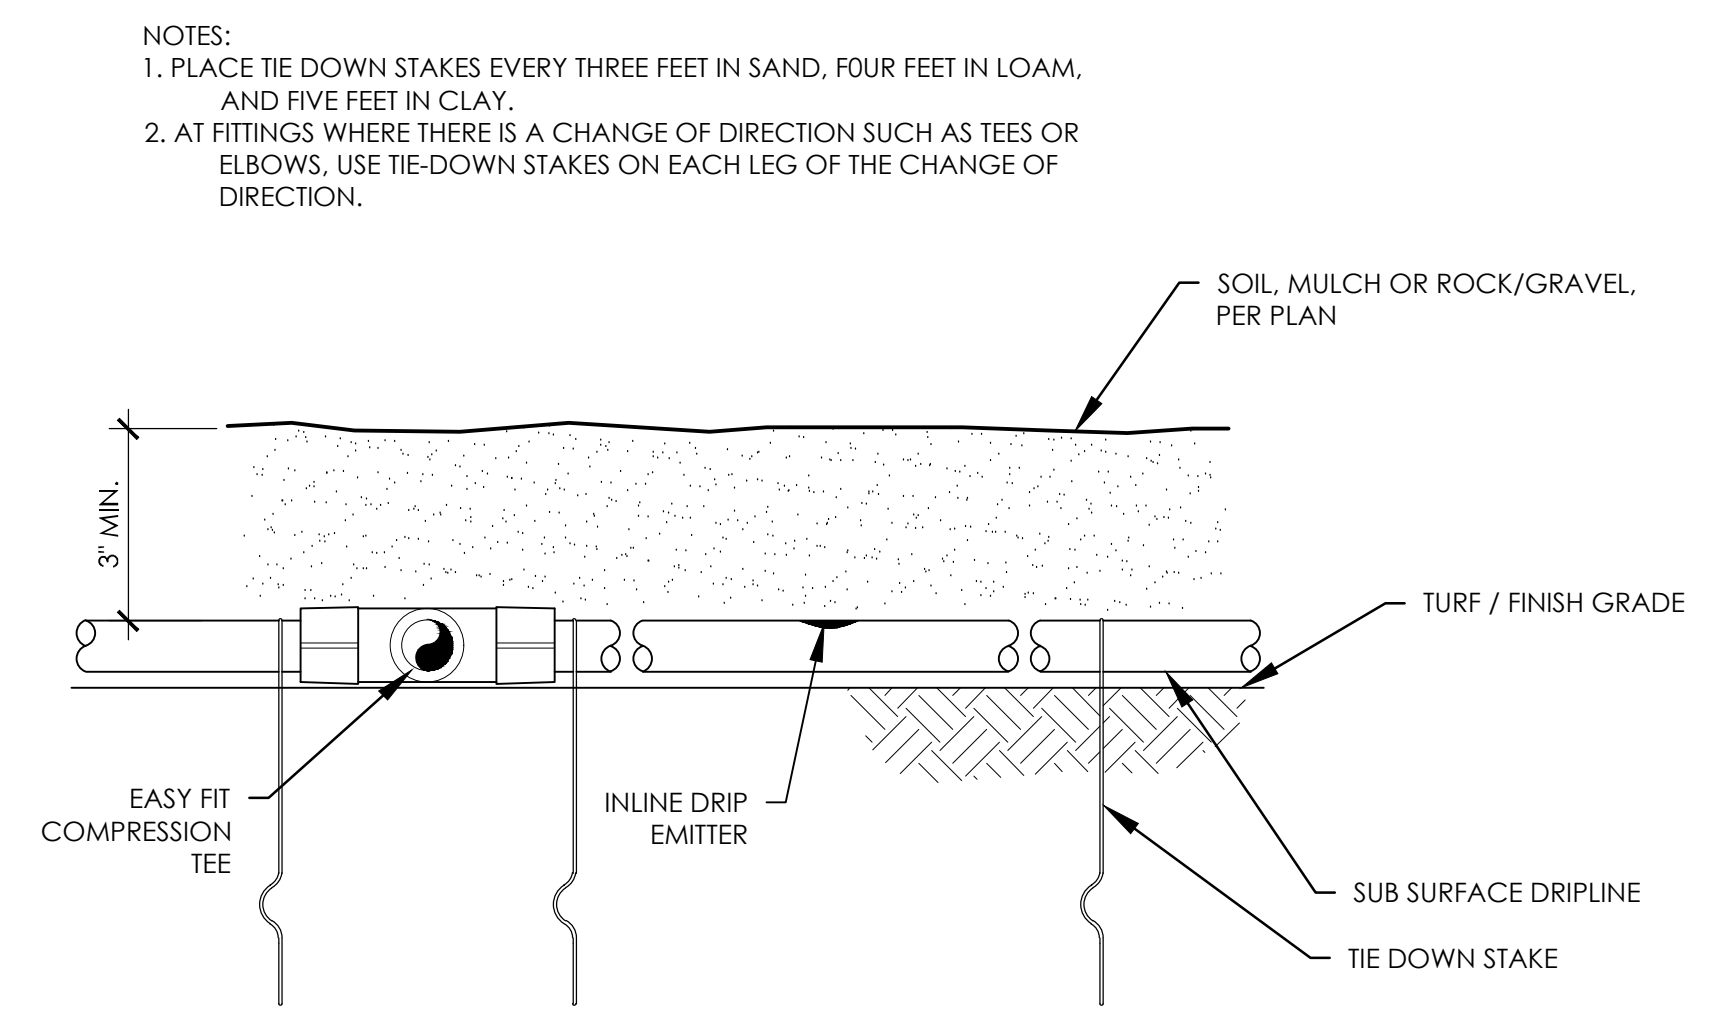 NOTES:
1. PLACE TIE DOWN STAKES EVERY THREE FEET IN SAND, F0UR FEET IN LOAM,
AND FIVE FEET IN CLAY.
2. AT FITTINGS WHERE THERE IS A CHANGE OF DIRECTION SUCH AS TEES OR
ELBOWS, USE TIE-DOWN STAKES ON EACH LEG OF THE CHANGE OF
DIRECTION.
SOIL, MULCH OR ROCK/GRAVEL,
PER PLAN
3" MIN.
TURF / FINISH GRADE
EASY FIT
COMPRESSION
TEE
INLINE DRIP
EMITTER
SUB SURFACE DRIPLINE
TIE DOWN STAKE